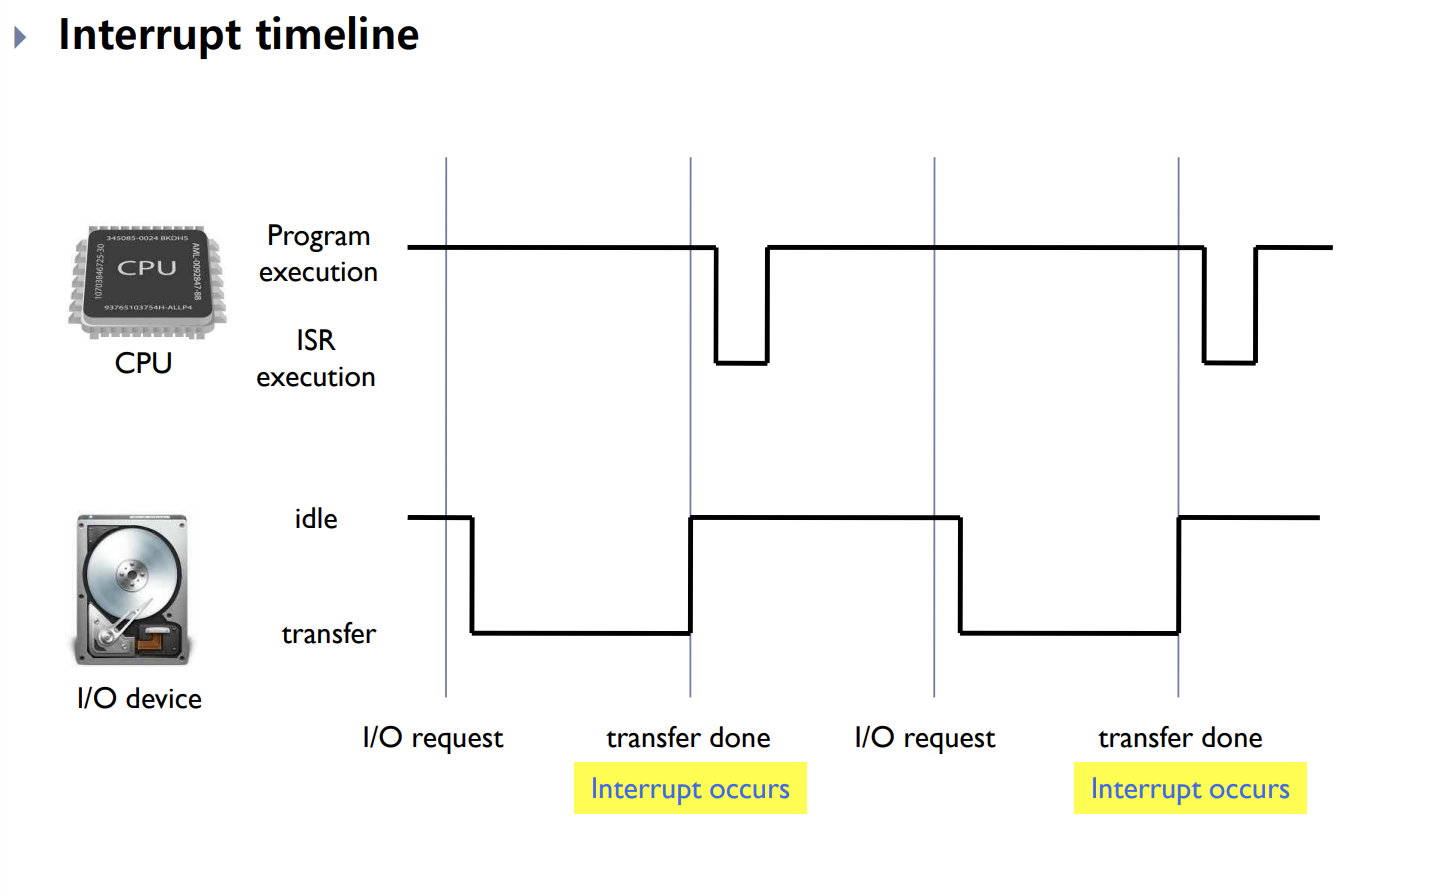 Interrupt timeline
Program
execution
345085-0024 BKDHS
10703846725-30
CPU
AML-0092847-8B
93765103754H-ALLP4
CPU
ISR
execution
idle
transfer
I/O device
I/O request
transfer done
I/O request
transfer done
Interrupt occurs
Interrupt occurs